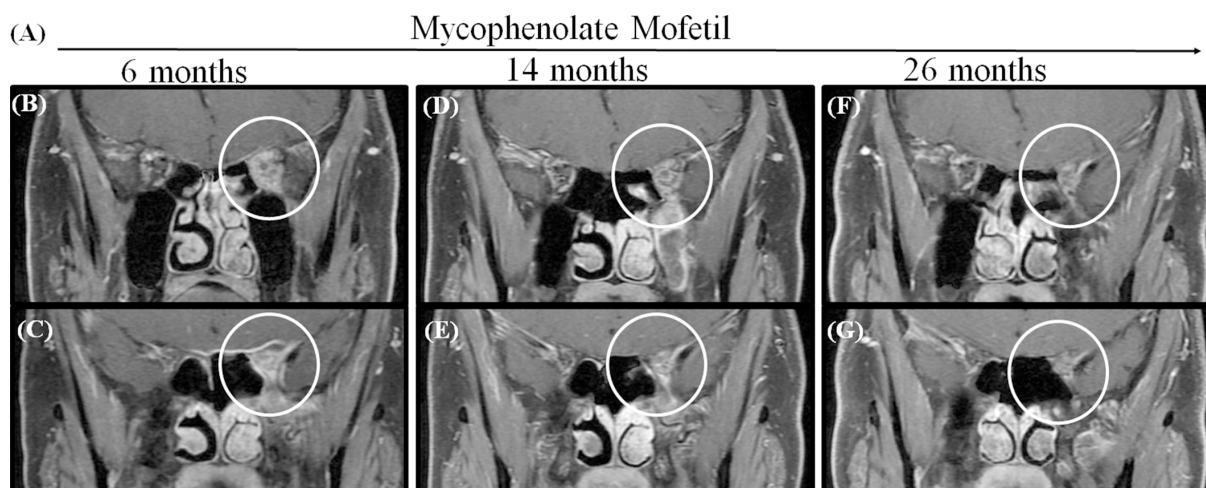 (A)
Mycophenolate Mofetil
6 months
14 months
26 months
(B)
(D)
(F)
(C)
(E)
(G)